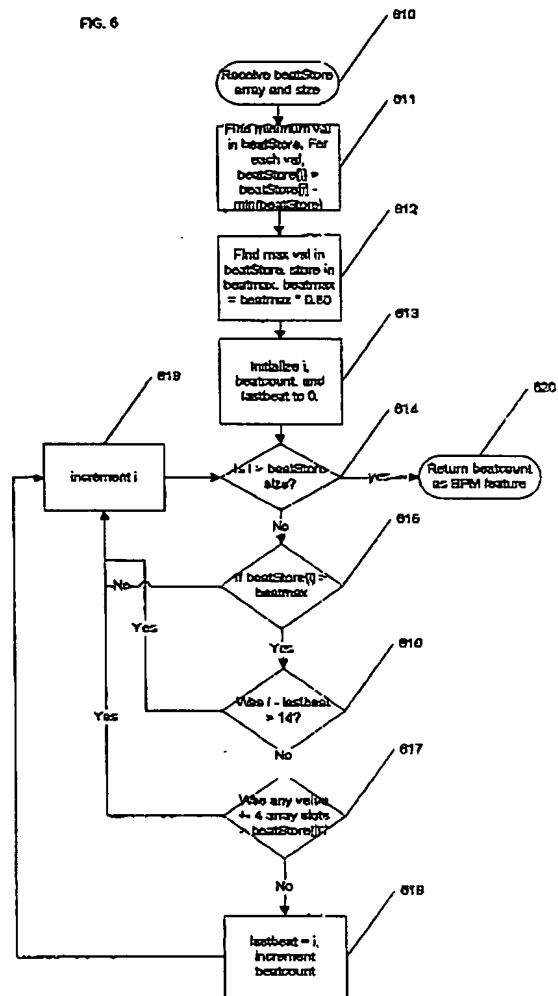 FIG. 6
610
Receive beatStore
array and size
611
Find minimum val
in beatStore. For
each val,
beatStore[i] =
beatStore[i] -
min(beatStore)
612
Find max val in
beatStore, store in
beatmax. beatmax
= beatmax * 0.80
613
Initialize i,
beatcount, and
lastbeat to 0.
619
614
620
increment i
Is i > beatStore
size?
Yes
Return beatcount
as BPM feature
No
615
If beatStore[i] =
beatmax
No
Yes
Yes
616
Was i - lastbeat
> 14?
Yes
No
617
Was any value
+- 4 array slots
beatStore[i]
No
lastbeat = i,
increment
beatcount